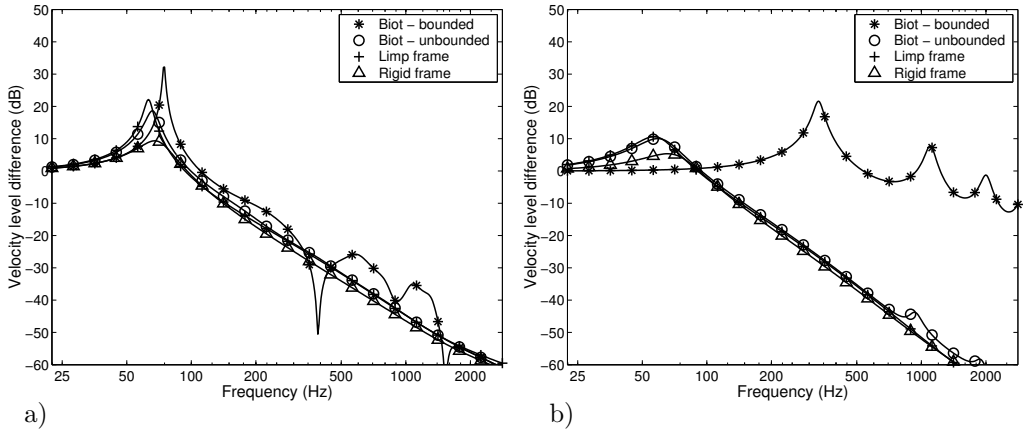 50
40
30
20
10
0
−10
−20
−30
−40
−50
−60
25
50
100
200
500
1000
2000
Frequency (Hz)
Velocity level difference (dB)
Biot − bounded
Biot − unbounded
Limp frame
Rigid frame
a)
50
40
30
20
10
0
−10
−20
−30
−40
−50
−60
25
50
100
200
500
1000
2000
Frequency (Hz)
Velocity level difference (dB)
Biot − bounded
Biot − unbounded
Limp frame
Rigid frame
b)